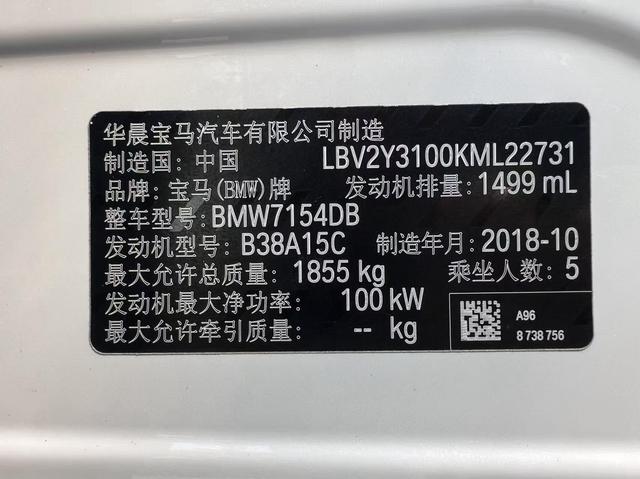 华晨宝马汽车有限公司制造
制造国: 中国 LBV2Y3100KML22731
品牌: 宝马(BMW)牌 发动机排量: 1499 mL
整车型号: BMW7154DB
发动机型号: B38A15C 制造年月: 2018-10
最大允许总质量: 1855 kg 乘坐人数: 5
发动机最大净功率: 100 kW
最大允许牵引质量: -- kg
A96
8 738 756